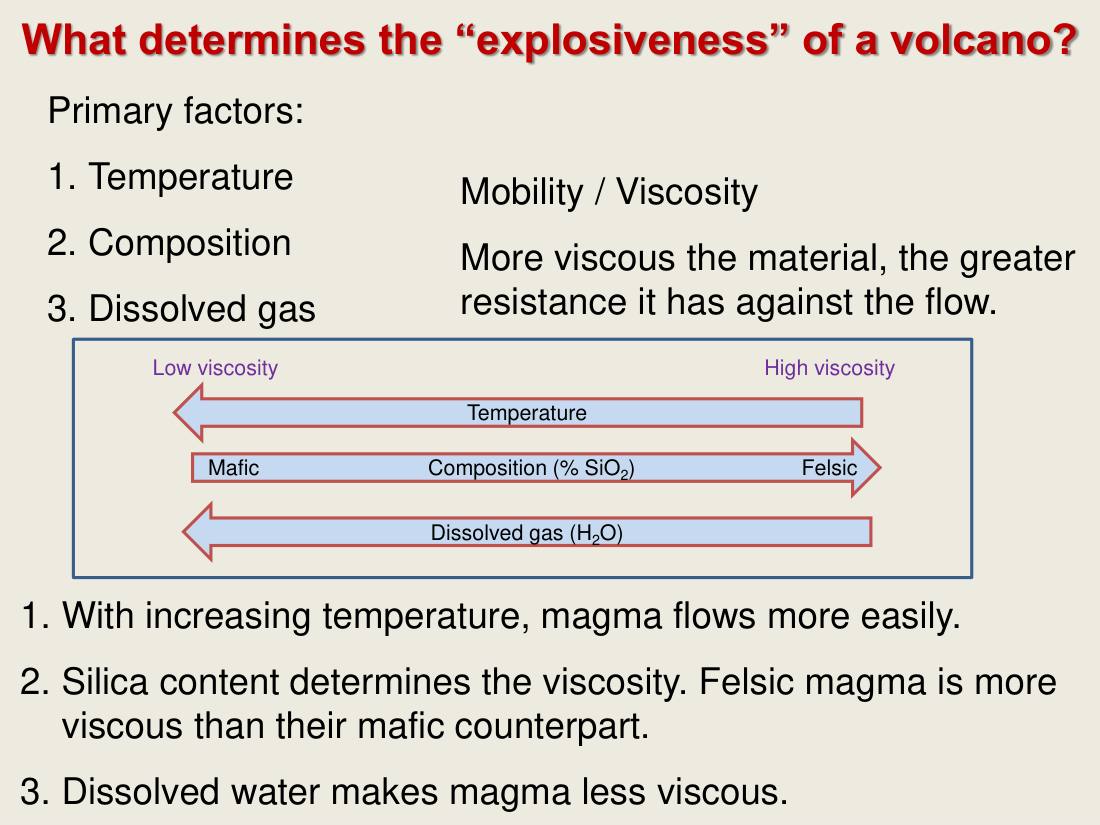 What determines the “explosiveness” of a volcano?
Primary factors:
1. Temperature
2. Composition
3. Dissolved gas
Mobility / Viscosity
More viscous the material, the greater
resistance it has against the flow.
Low viscosity
High viscosity
Temperature
Mafic Composition (% SiO₂) Felsic
Dissolved gas (H₂O)
1. With increasing temperature, magma flows more easily.
2. Silica content determines the viscosity. Felsic magma is more
viscous than their mafic counterpart.
3. Dissolved water makes magma less viscous.